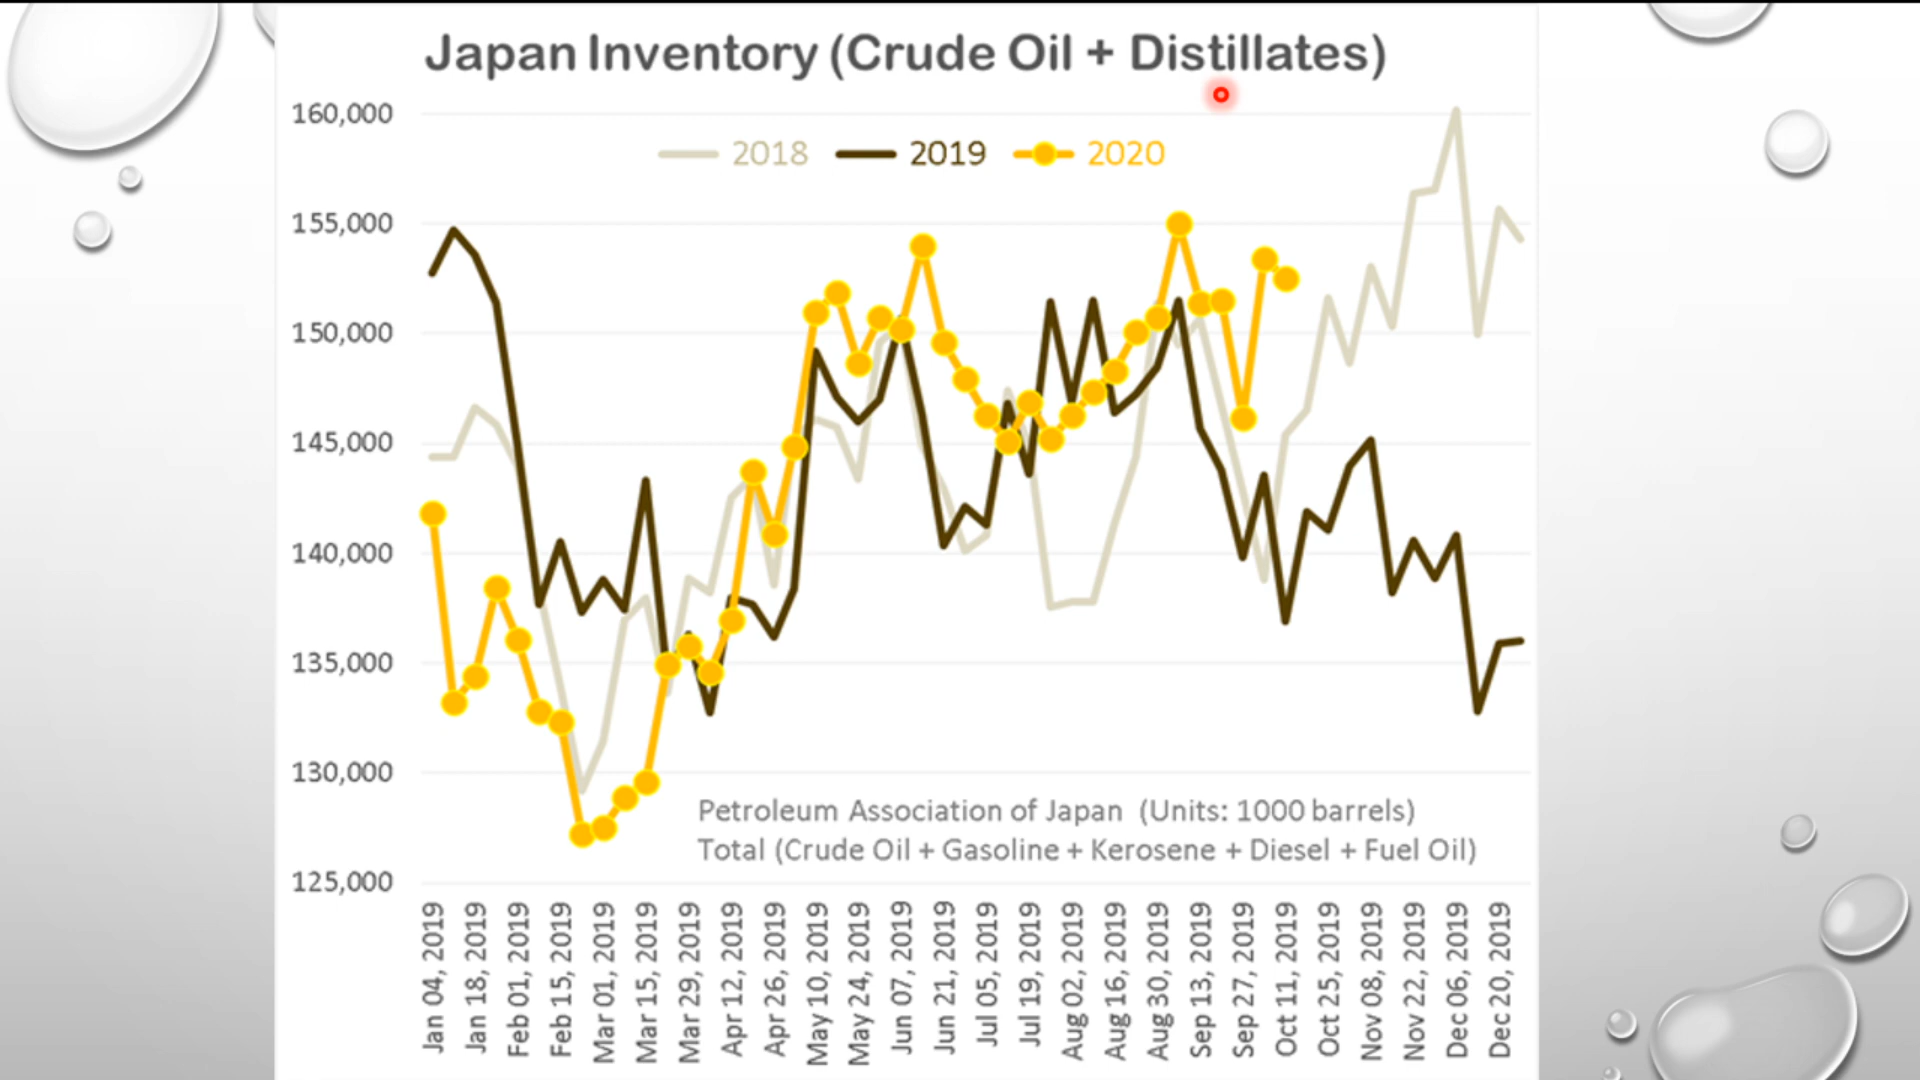 Japan Inventory (Crude Oil + Distillates)
160,000
2018 2019 2020
155,000
150,000
145,000
140,000
135,000
130,000
Petroleum Association of Japan (Units: 1000 barrels)
Total (Crude Oil + Gasoline + Kerosene + Diesel + Fuel Oil)
125,000
Jan 04, 2019
Jan 18, 2019
Feb 01, 2019
Feb 15, 2019
Mar 01, 2019
Mar 15, 2019
Mar 29, 2019
Apr 12, 2019
Apr 26, 2019
May 10, 2019
May 24, 2019
Jun 07, 2019
Jun 21, 2019
Jul 05, 2019
Jul 19, 2019
Aug 02, 2019
Aug 16, 2019
Aug 30, 2019
Sep 13, 2019
Sep 27, 2019
Oct 11, 2019
Oct 25, 2019
Nov 08, 2019
Nov 22, 2019
Dec 06, 2019
Dec 20, 2019